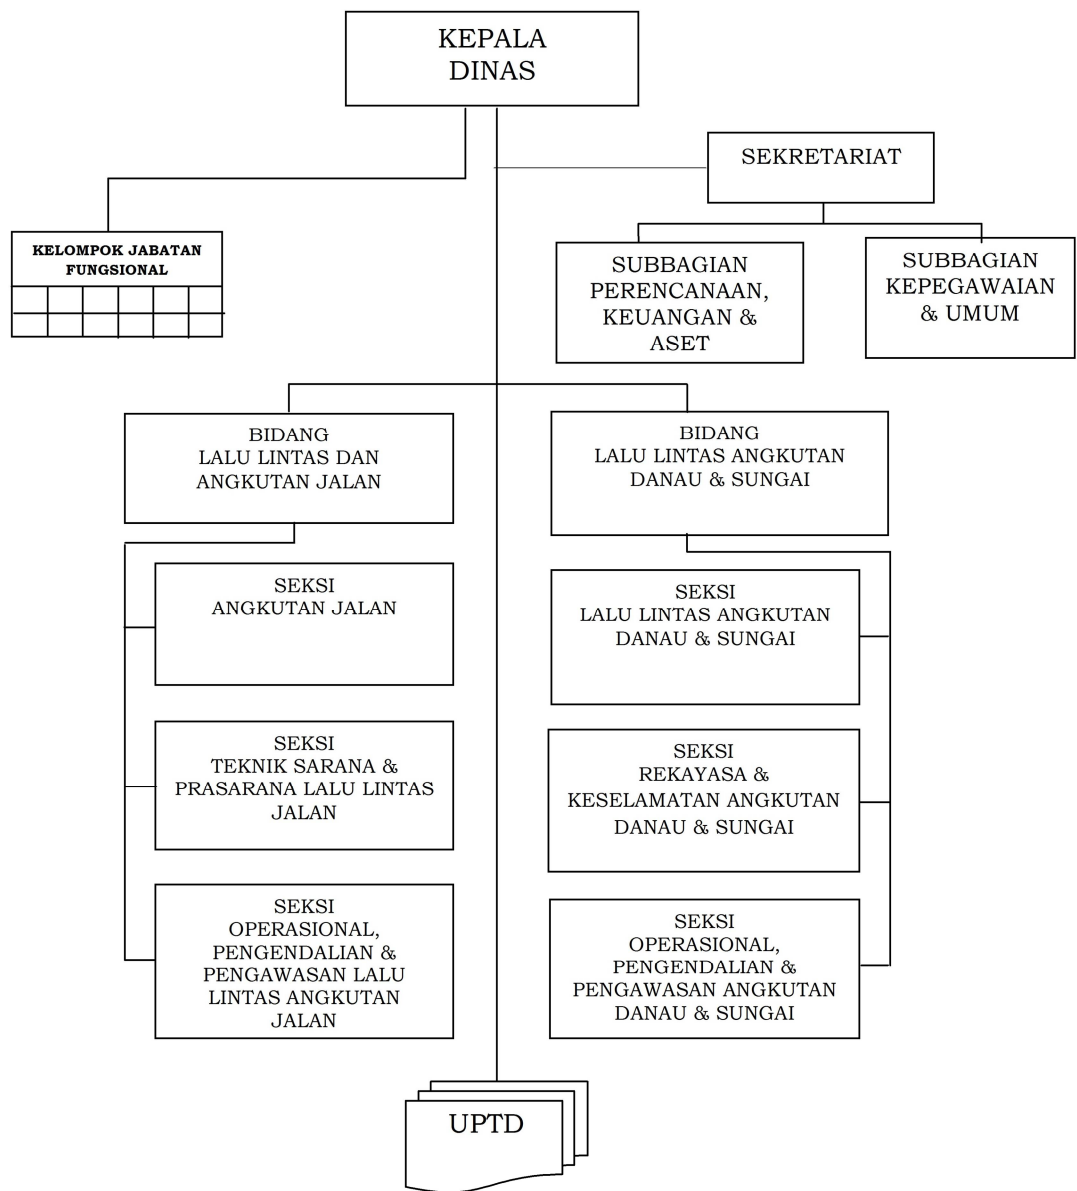 KEPALA
DINAS
SEKRETARIAT
KELOMPOK JABATAN
FUNGSIONAL
SUBBAGIAN
PERENCANAAN,
KEUANGAN &
ASET
SUBBAGIAN
KEPEGAWAIAN
& UMUM
BIDANG
LALU LINTAS DAN
ANGKUTAN JALAN
BIDANG
LALU LINTAS ANGKUTAN
DANAU & SUNGAI
SEKSI
ANGKUTAN JALAN
SEKSI
LALU LINTAS ANGKUTAN
DANAU & SUNGAI
SEKSI
TEKNIK SARANA &
PRASARANA LALU LINTAS
JALAN
SEKSI
REKAYASA &
KESELAMATAN ANGKUTAN
DANAU & SUNGAI
SEKSI
OPERASIONAL,
PENGENDALIAN &
PENGAWASAN LALU
LINTAS ANGKUTAN
JALAN
SEKSI
OPERASIONAL,
PENGENDALIAN &
PENGAWASAN ANGKUTAN
DANAU & SUNGAI
UPTD